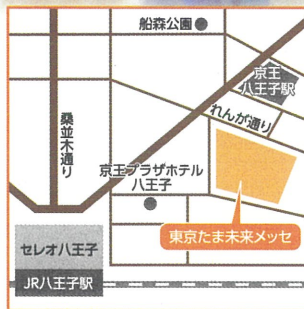 船森公園
京王
八王子駅
れんが通り
桑並木通り
京王プラザホテル
八王子
東京たま未来メッセ
セレオ八王子
JR八王子駅